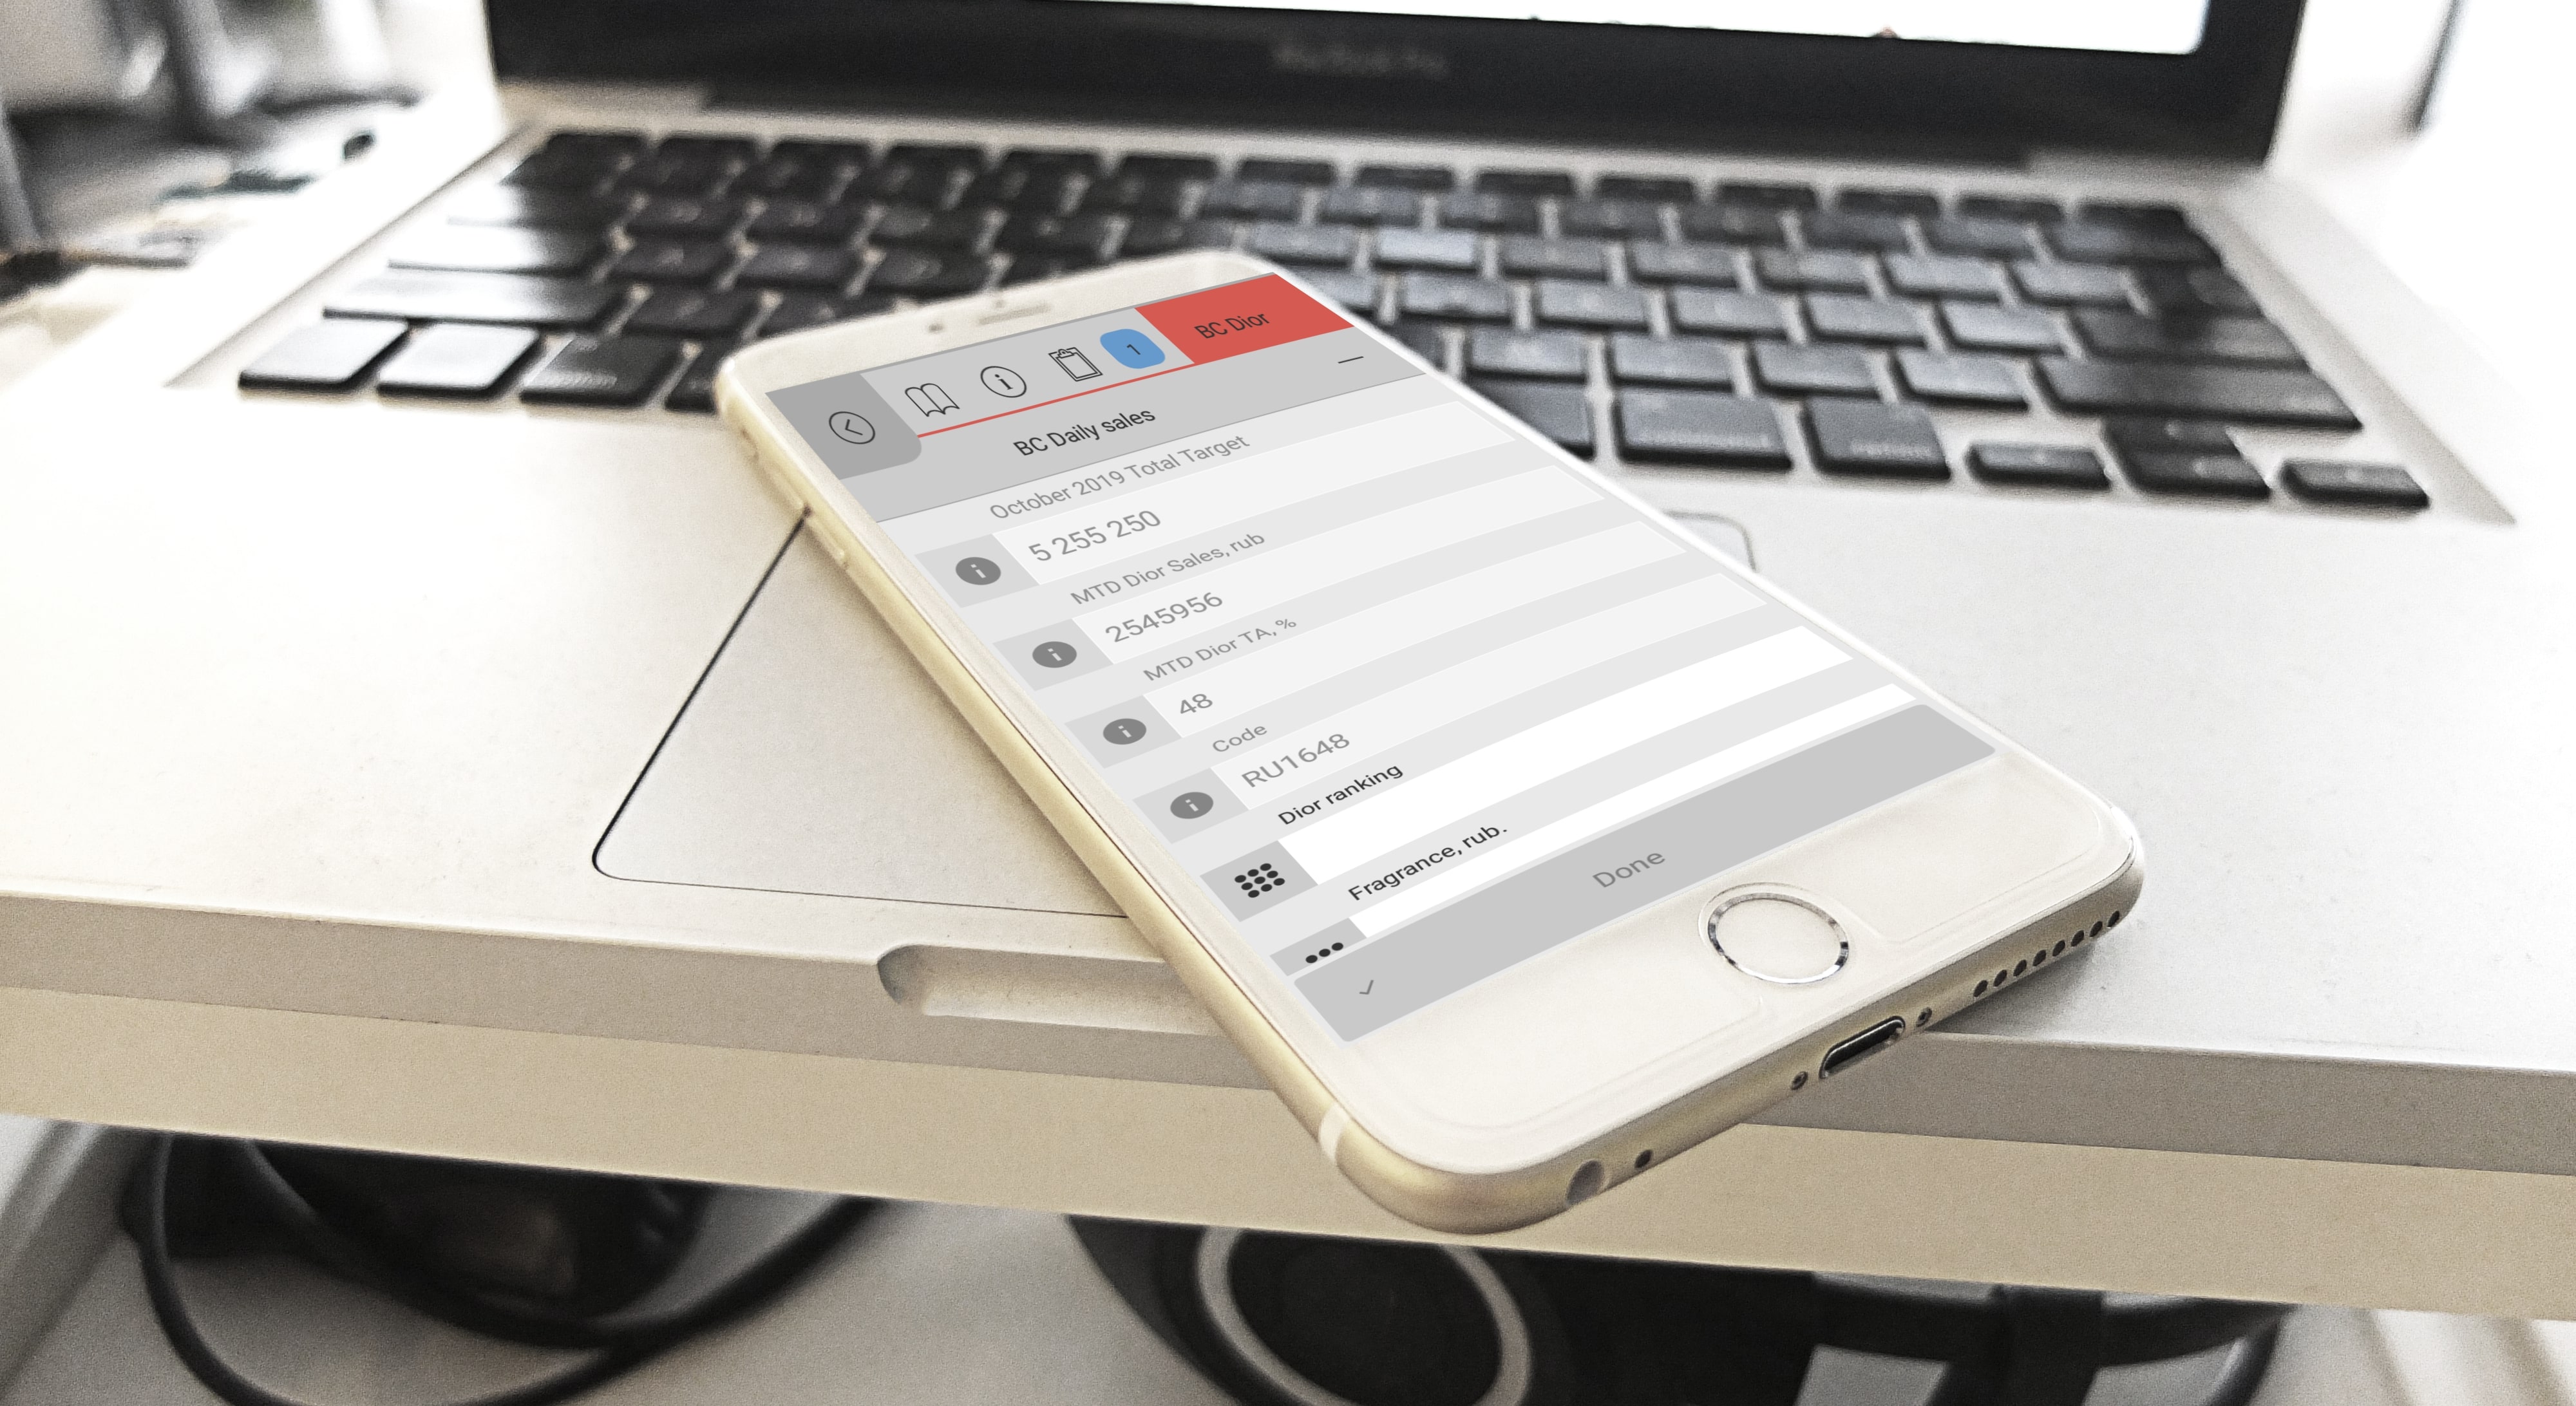 MacBook Pro
1
BC Dior
BC Daily sales
October 2019 Total Target
5 255 250
MTD Dior Sales, rub
2545956
MTD Dior TA, %
48
Code
RU1648
Dior ranking
Fragrance, rub.
Done